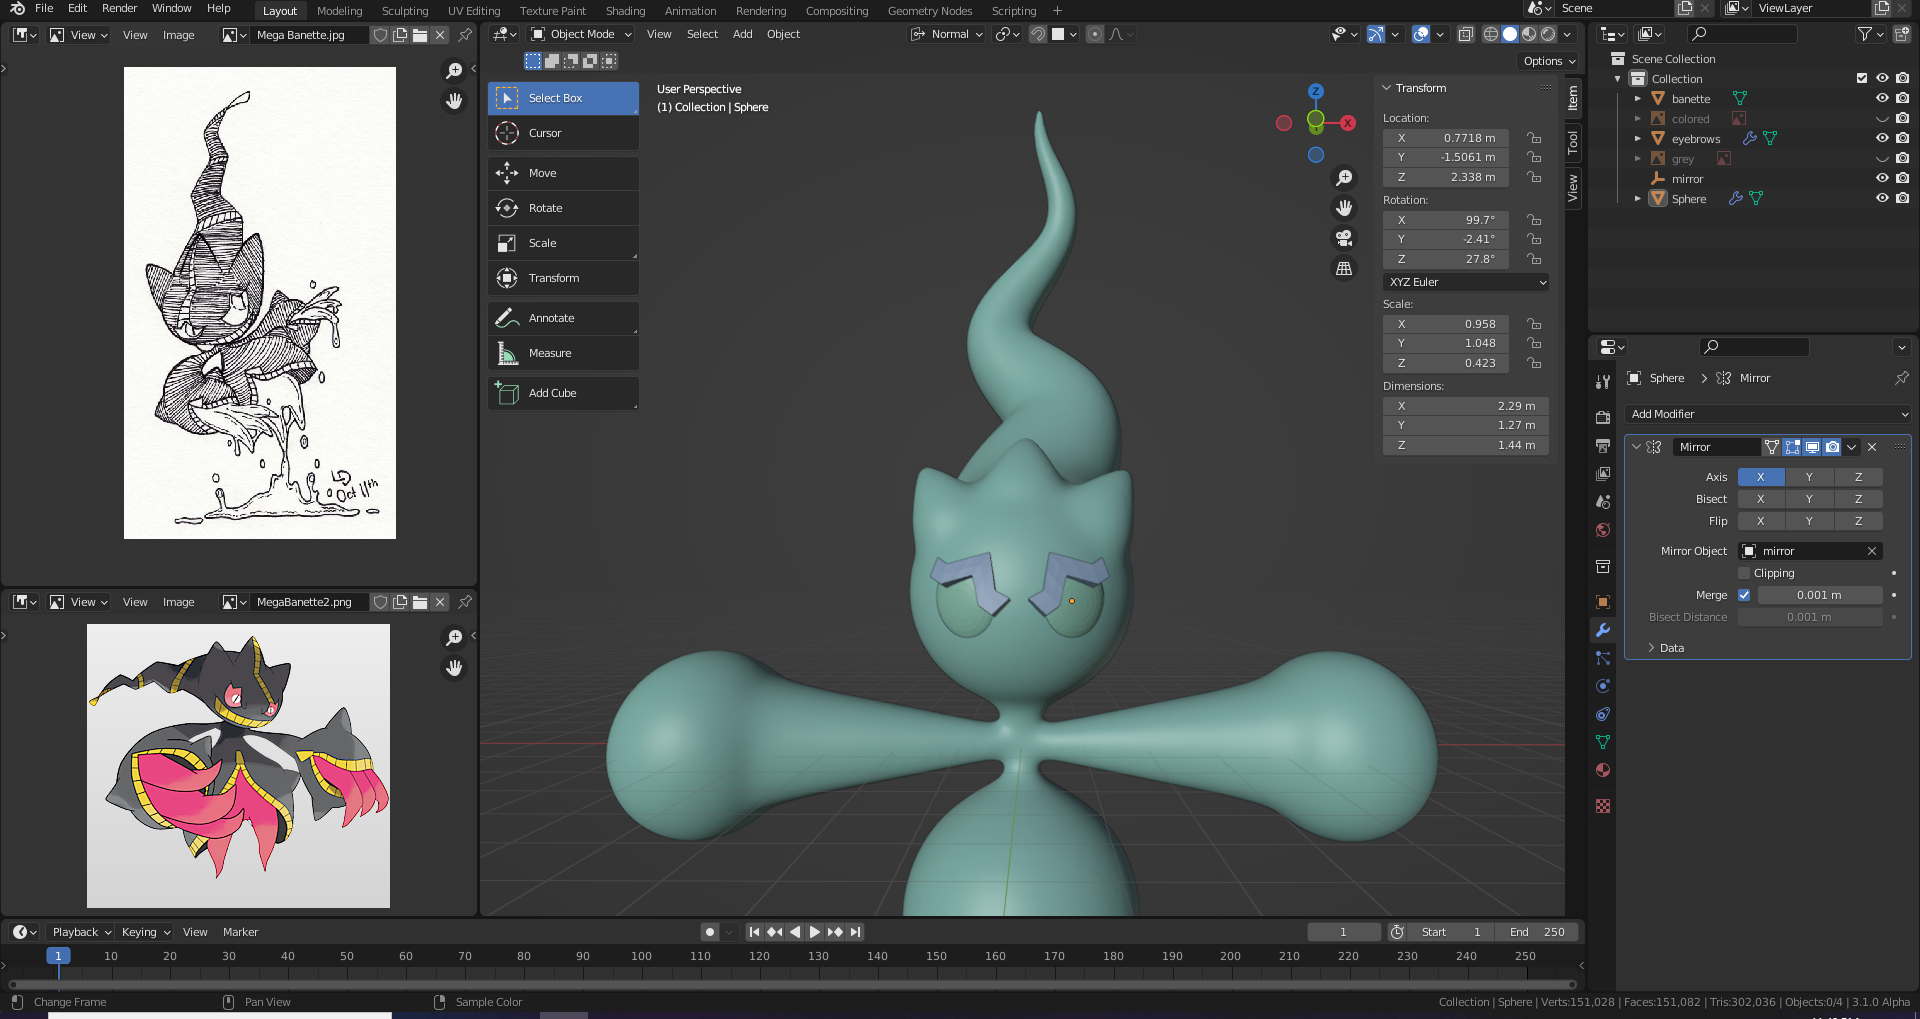 File Edit Render Window Help
Layout Modeling Sculpting UV Editing Texture Paint Shading Animation Rendering Compositing Geometry Nodes Scripting +
Scene
ViewLayer
View View Image Mega Banette.jpg
Object Mode View Select Add Object
Normal
Options
Select Box
Cursor
Move
Rotate
Scale
Transform
Annotate
Measure
Add Cube
User Perspective
(1) Collection | Sphere
Z
X
Transform
Location:
X 0.7718 m
Y -1.5061 m
Z 2.338 m
Rotation:
X 99.7°
Y -2.41°
Z 27.8°
XYZ Euler
Scale:
X 0.958
Y 1.048
Z 0.423
Dimensions:
X 2.29 m
Y 1.27 m
Z 1.44 m
Item
Tool
View
Oct 11th
View View Image MegaBanette2.png
Scene Collection
Collection
banette
colored
eyebrows
grey
mirror
Sphere
Sphere > Mirror
Add Modifier
Mirror
Axis X Y Z
Bisect X Y Z
Flip X Y Z
Mirror Object mirror
Clipping
Merge 0.001 m
Bisect Distance 0.001 m
Data
Playback Keying View Marker
1 Start 1 End 250
1 10 20 30 40 50 60 70 80 90 100 110 120 130 140 150 160 170 180 190 200 210 220 230 240 250
Change Frame Pan View Sample Color
Collection | Sphere | Verts:151,028 | Faces:151,082 | Tris:302,036 | Objects:0/4 | 3.1.0 Alpha